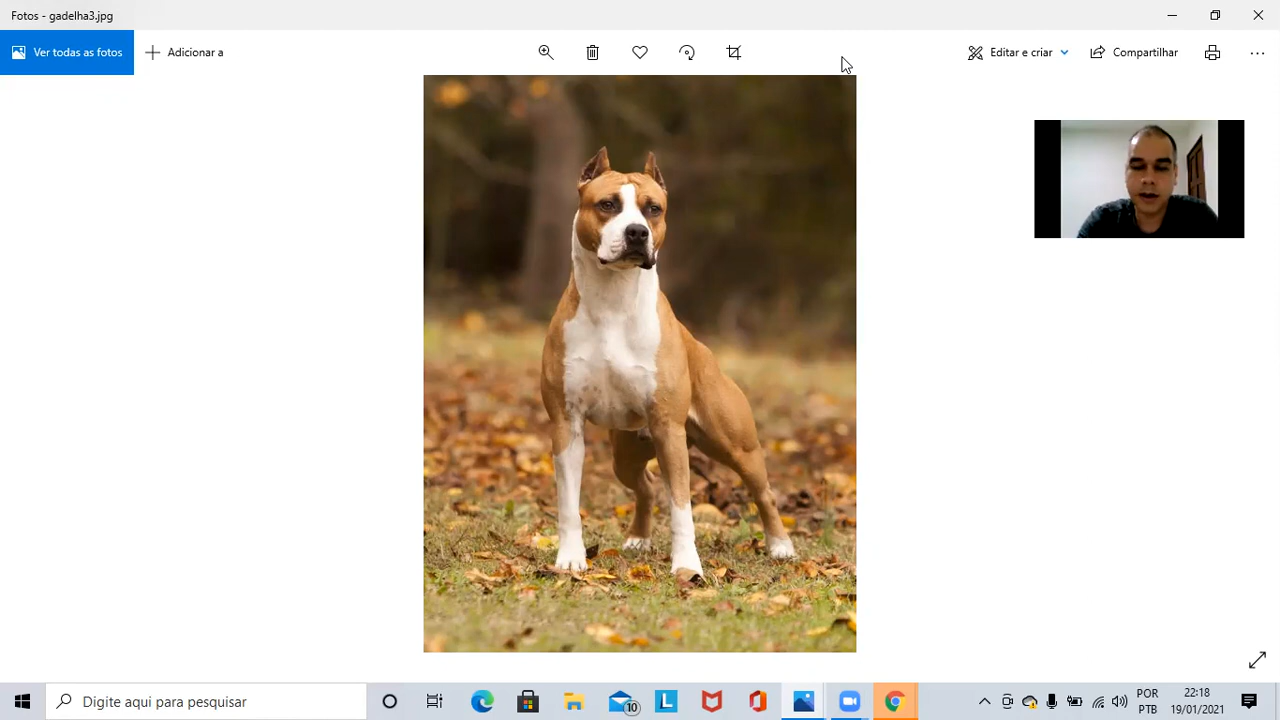 Fotos - gadelha3.jpg
Ver todas as fotos
Adicionar a
Editar e criar
Compartilhar
Digite aqui para pesquisar
10
POR
PTB
22:18
19/01/2021